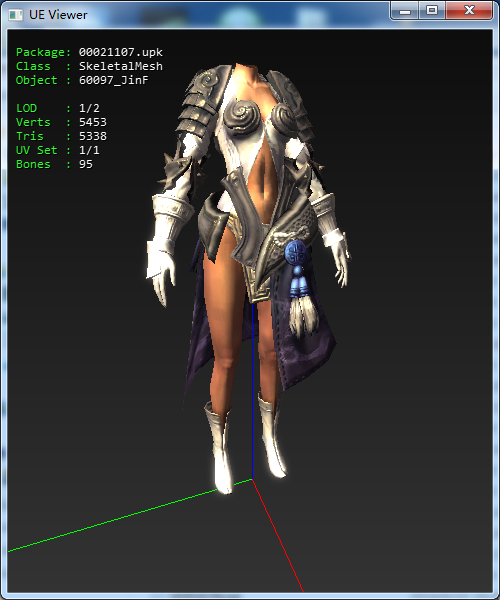 UE Viewer
Package: 00021107.upk
Class : SkeletalMesh
Object : 60097_JinF
LOD : 1/2
Verts : 5453
Tris : 5338
UV Set : 1/1
Bones : 95